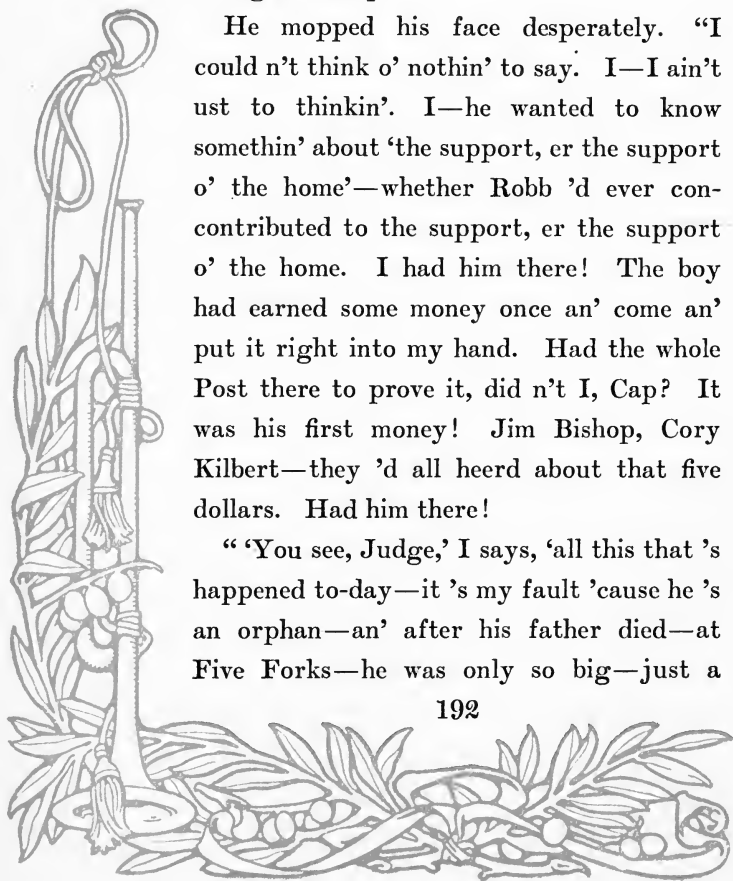 He mopped his face desperately. “I
could n’t think o’ nothin’ to say. I—I ain’t
ust to thinkin’. I—he wanted to know
somethin’ about ‘the support, er the support
o’ the home’—whether Robb ’d ever con-
contributed to the support, er the support
o’ the home. I had him there! The boy
had earned some money once an’ come an’
put it right into my hand. Had the whole
Post there to prove it, did n’t I, Cap? It
was his first money! Jim Bishop, Cory
Kilbert—they ’d all heerd about that five
dollars. Had him there!
“ ‘You see, Judge,’ I says, ‘all this that ’s
happened to-day—it ’s my fault ’cause he ’s
an orphan—an’ after his father died—at
Five Forks—he was only so big—just a
192